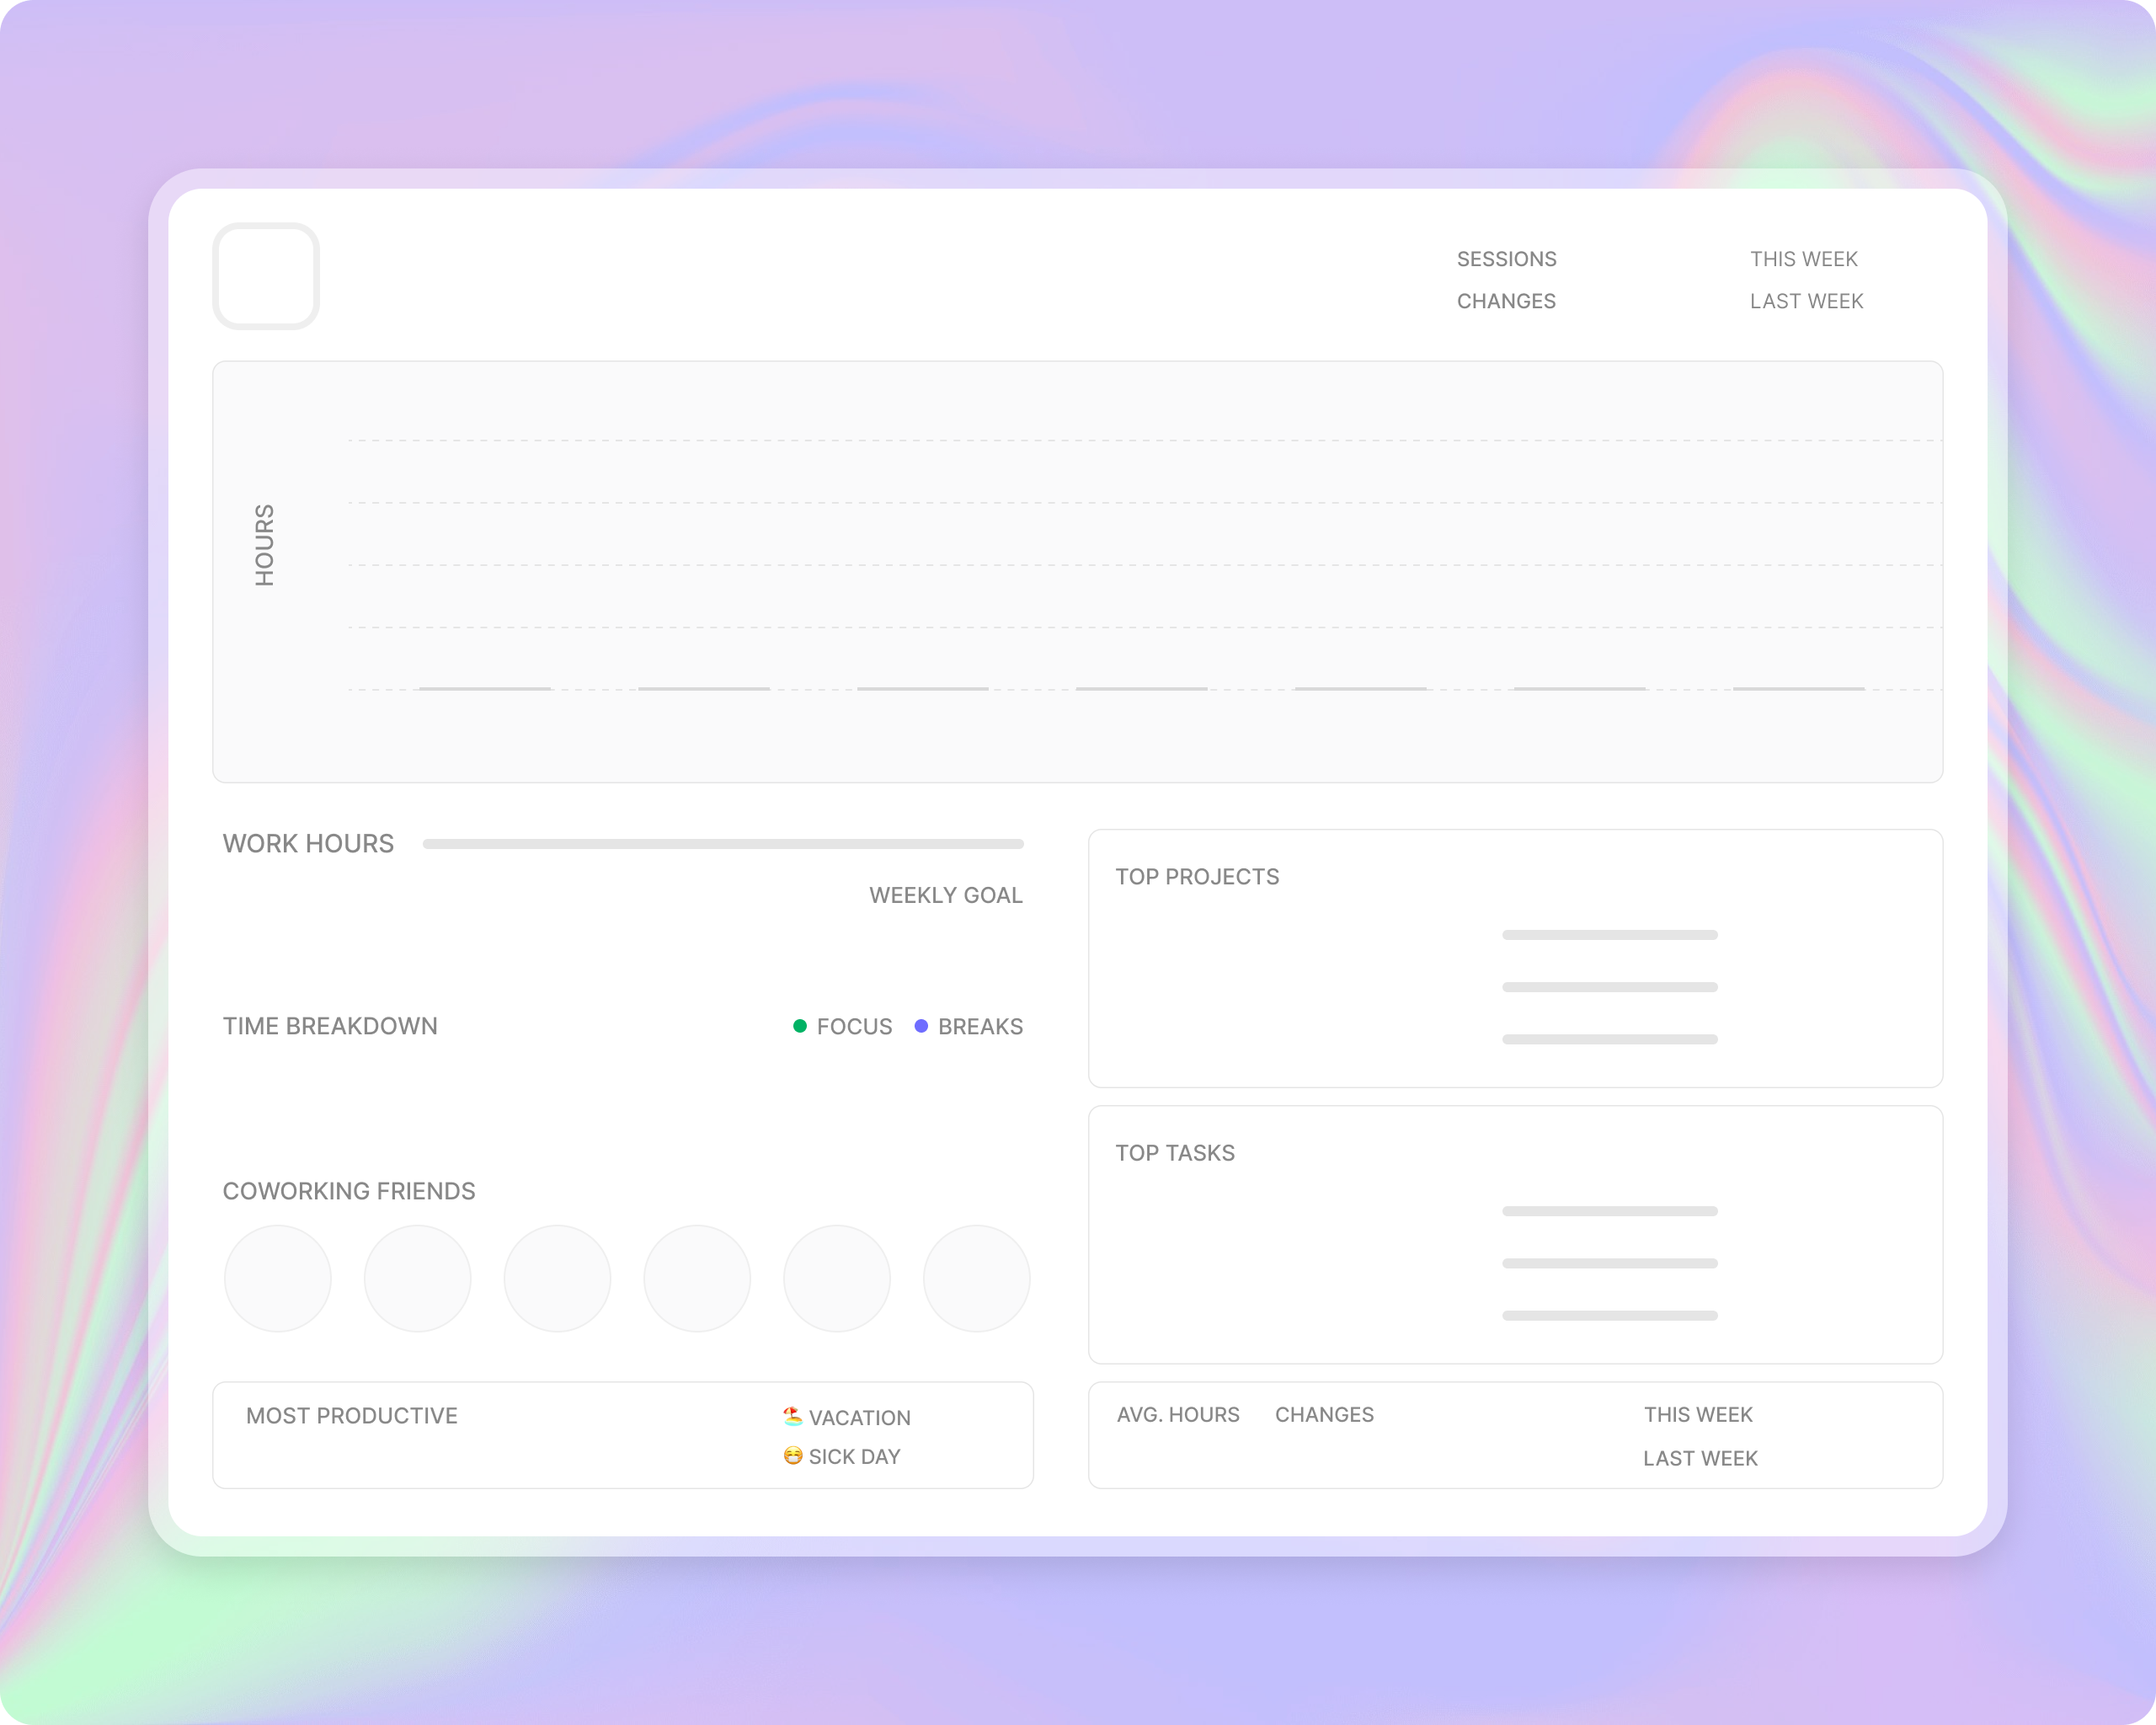 SESSIONS THIS WEEK
CHANGES LAST WEEK
HOURS
WORK HOURS
WEEKLY GOAL
TIME BREAKDOWN FOCUS BREAKS
COWORKING FRIENDS
MOST PRODUCTIVE
🏖️ VACATION
😷 SICK DAY
TOP PROJECTS
TOP TASKS
AVG. HOURS CHANGES THIS WEEK
LAST WEEK